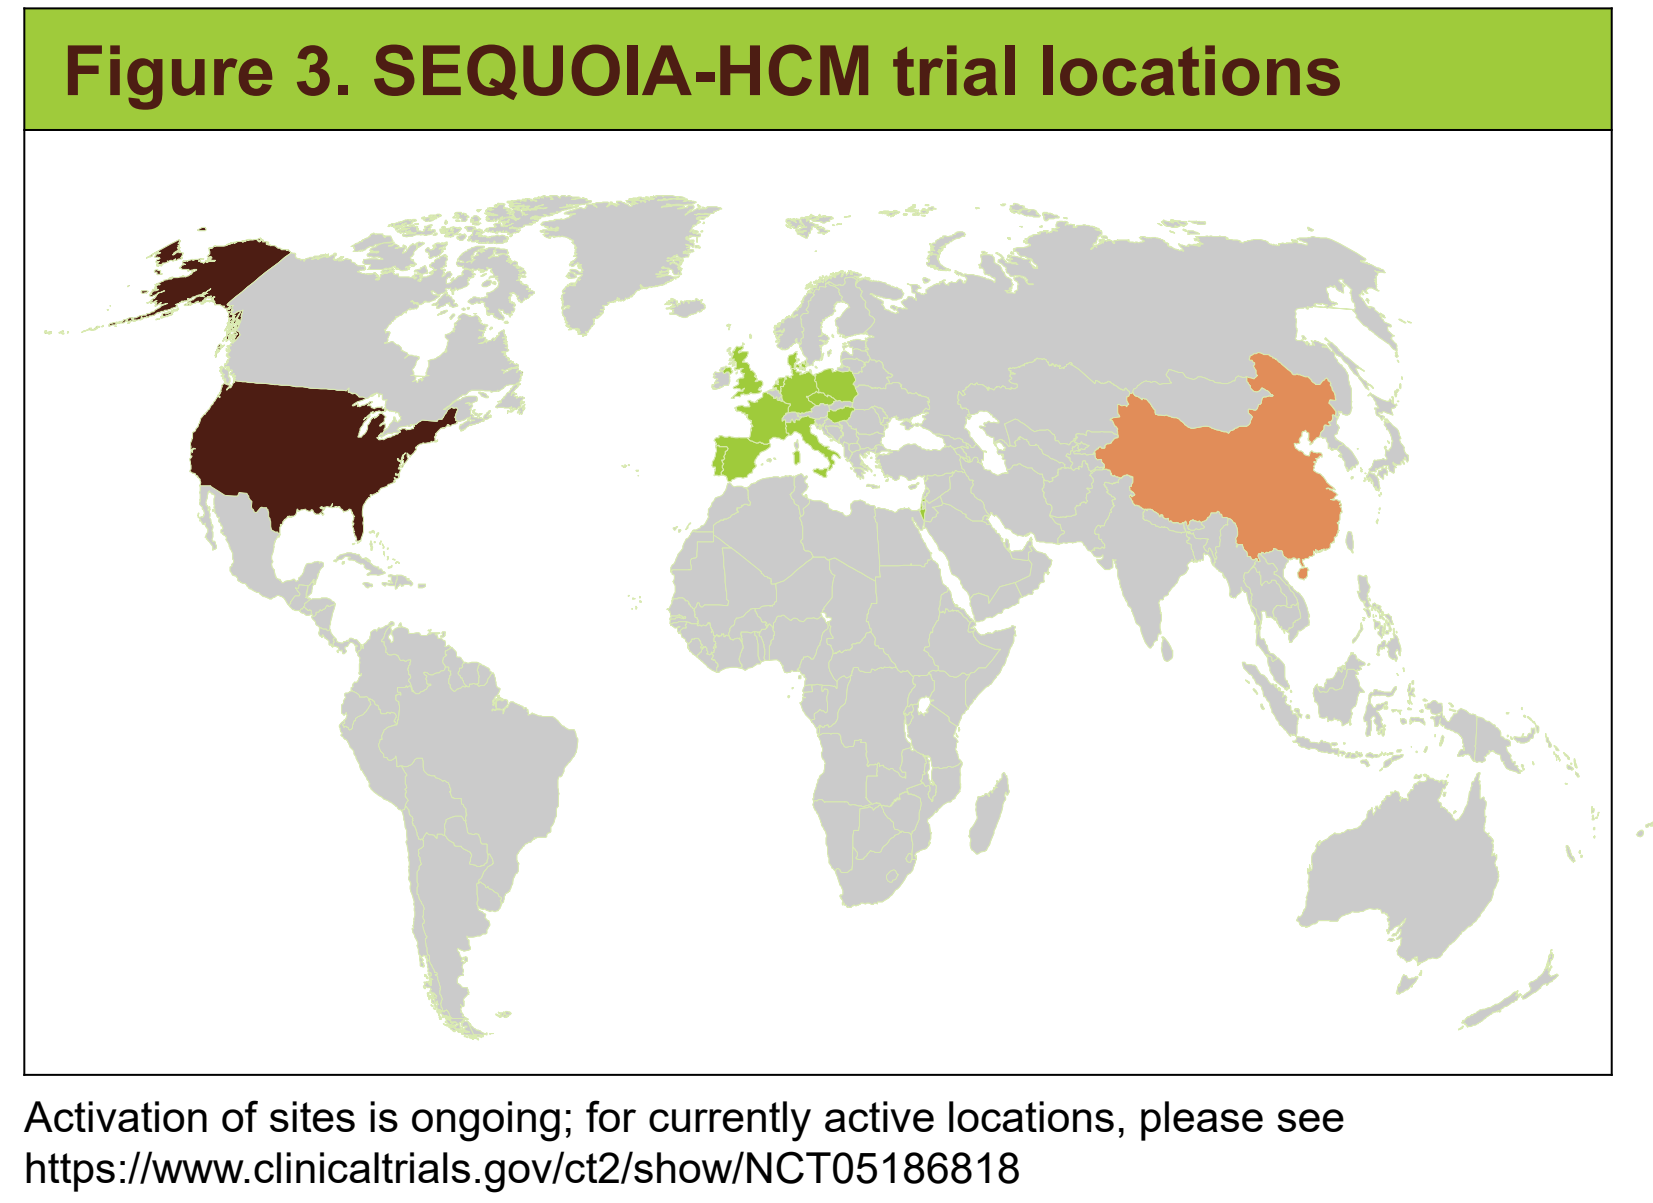 Figure 3. SEQUOIA-HCM trial locations
Activation of sites is ongoing; for currently active locations, please see
https://www.clinicaltrials.gov/ct2/show/NCT05186818